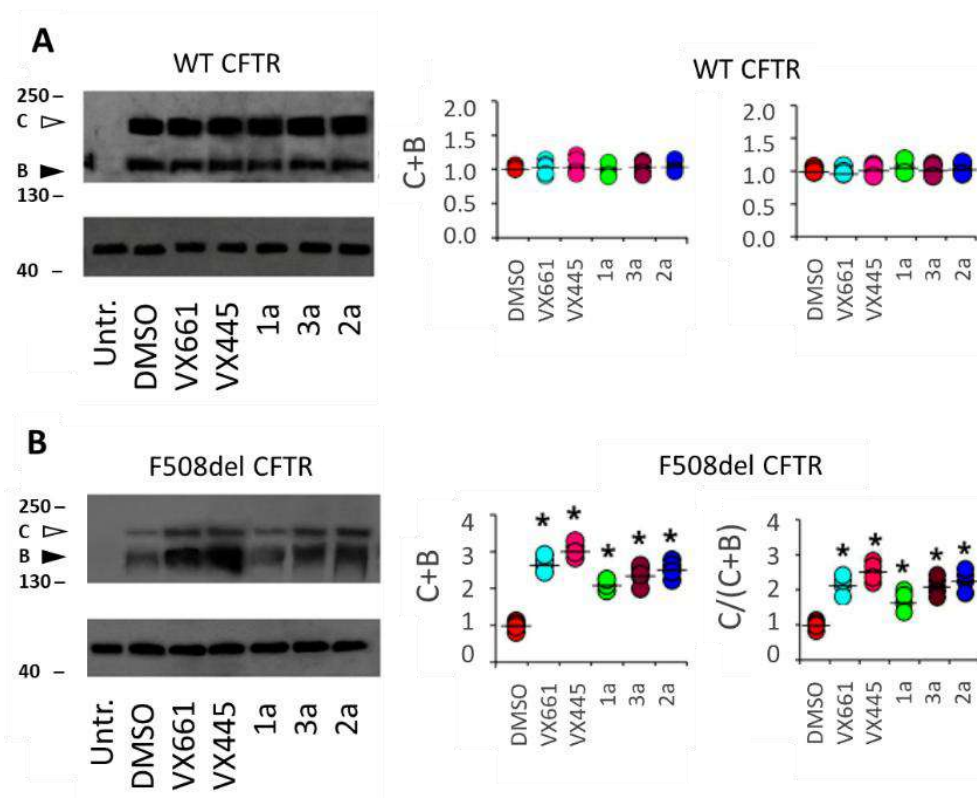 A
WT CFTR
250 –
C
B
130 –
40 –
Untr.
DMSO
VX661
VX445
1a
3a
2a
WT CFTR
C+B
2.0
1.5
1.0
0.5
0.0
DMSO
VX661
VX445
1a
3a
2a
2.0
1.5
1.0
0.5
0.0
DMSO
VX661
VX445
1a
3a
2a
B
F508del CFTR
250 –
C
B
130 –
40 –
Untr.
DMSO
VX661
VX445
1a
3a
2a
F508del CFTR
C+B
4
3
2
1
0
* * * * *
DMSO
VX661
VX445
1a
3a
2a
C/(C+B)
4
3
2
1
0
* * * * *
DMSO
VX661
VX445
1a
3a
2a